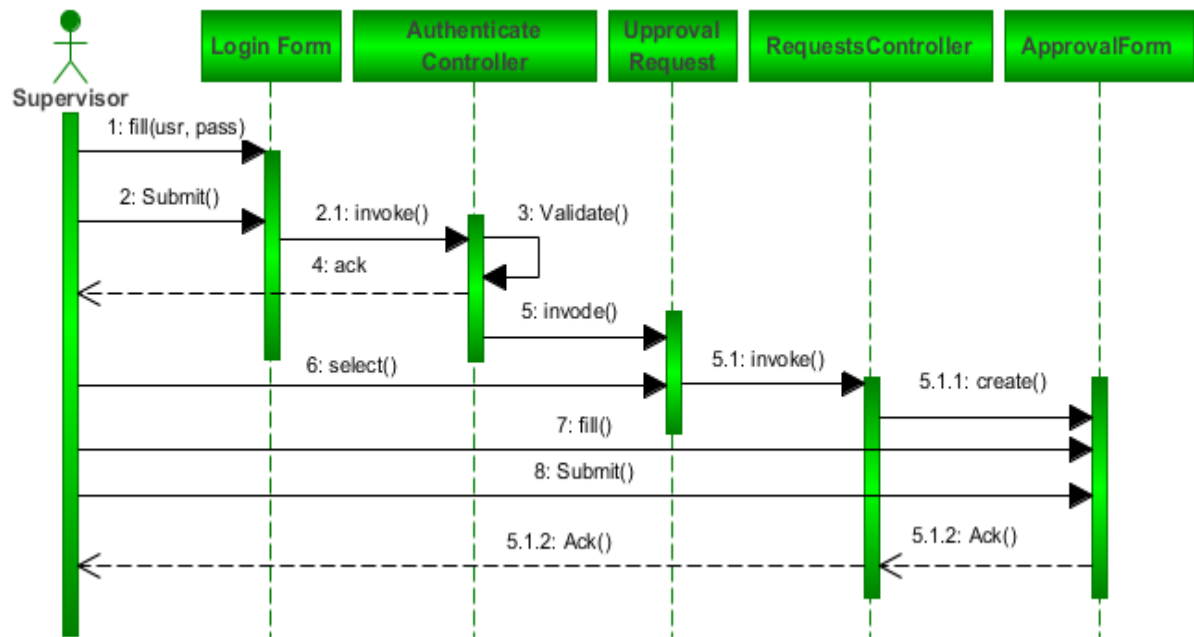 Supervisor
Login Form
Authenticate
Controller
Upproval
Request
RequestsController
ApprovalForm
1: fill(usr, pass)
2: Submit()
2.1: invoke()
3: Validate()
4: ack
5: invode()
6: select()
5.1: invoke()
5.1.1: create()
7: fill()
8: Submit()
5.1.2: Ack()
5.1.2: Ack()